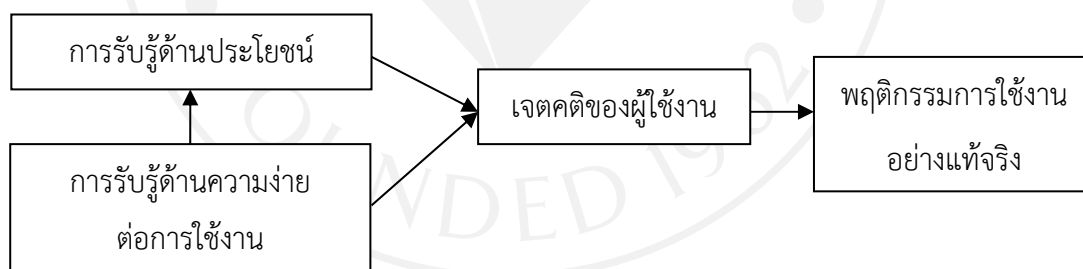 การรับรู้ด้านประโยชน์
เจตคติของผู้ใช้งาน
พฤติกรรมการใช้งาน
อย่างแท้จริง
การรับรู้ด้านความง่าย
ต่อการใช้งาน
NDED 1962